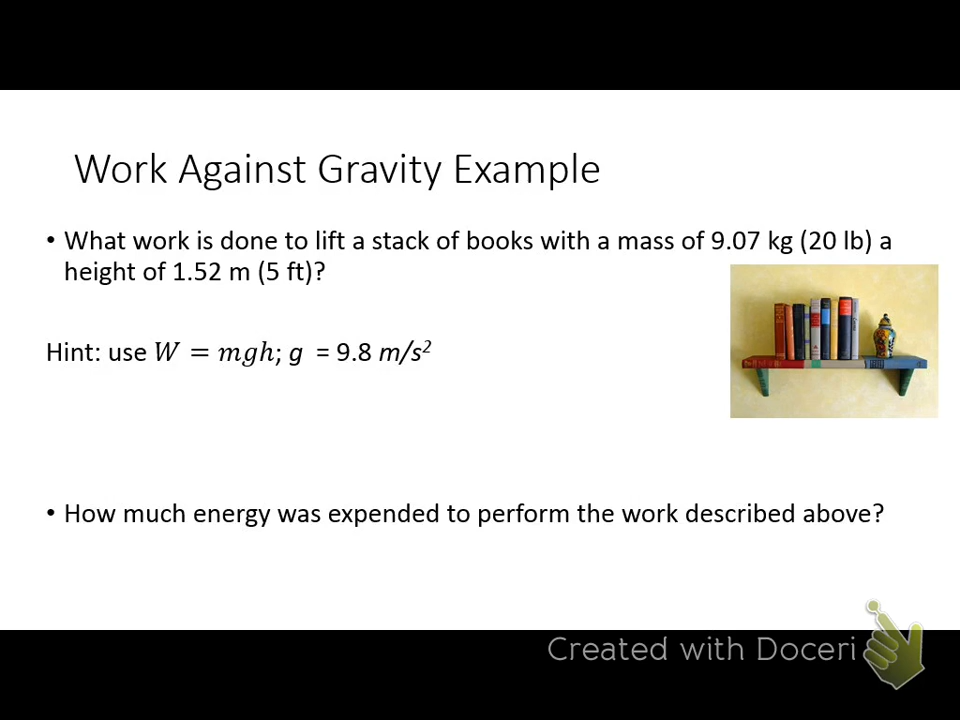 Work Against Gravity Example
• What work is done to lift a stack of books with a mass of 9.07 kg (20 lb) a
height of 1.52 m (5 ft)?
Hint: use W = mgh; g = 9.8 m/s²
• How much energy was expended to perform the work described above?
Created with Doceri